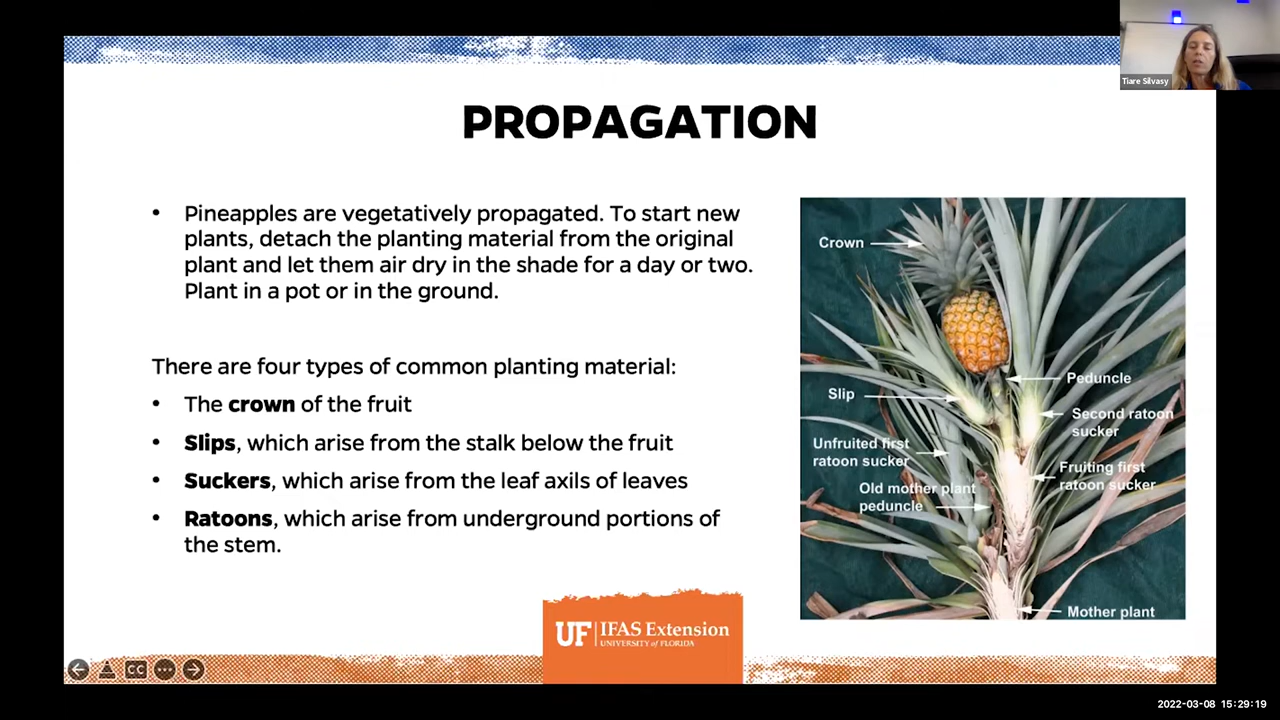 Tiare Silvasy
PROPAGATION
• Pineapples are vegetatively propagated. To start new
plants, detach the planting material from the original
plant and let them air dry in the shade for a day or two.
Plant in a pot or in the ground.
There are four types of common planting material:
• The crown of the fruit
• Slips, which arise from the stalk below the fruit
• Suckers, which arise from the leaf axils of leaves
• Ratoons, which arise from underground portions of
the stem.
Crown
Peduncle
Slip
Second ratoon
sucker
Unfruited first
ratoon sucker
Fruiting first
ratoon sucker
Old mother plant
peduncle
Mother plant
UF IFAS Extension
UNIVERSITY of FLORIDA
CC
2022-03-08 15:29:19